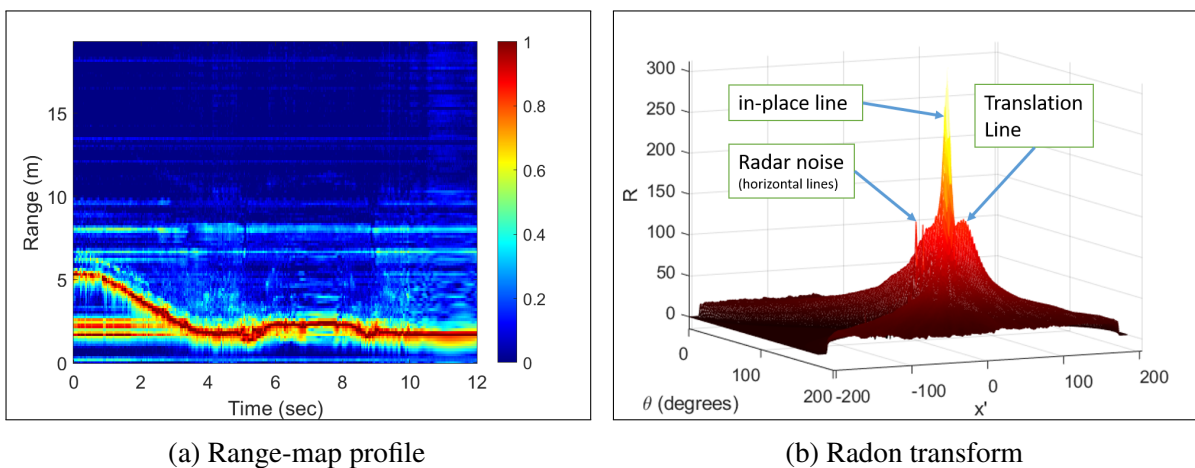 15
10
5
0
Range (m)
0
2
4
6
8
10
12
Time (sec)
1
0.8
0.6
0.4
0.2
0
(a) Range-map profile
300
250
200
150
100
50
0
R
in-place line
Translation
Line
Radar noise
(horizontal lines)
0
100
200
θ (degrees)
-200
-100
0
100
200
x'
(b) Radon transform